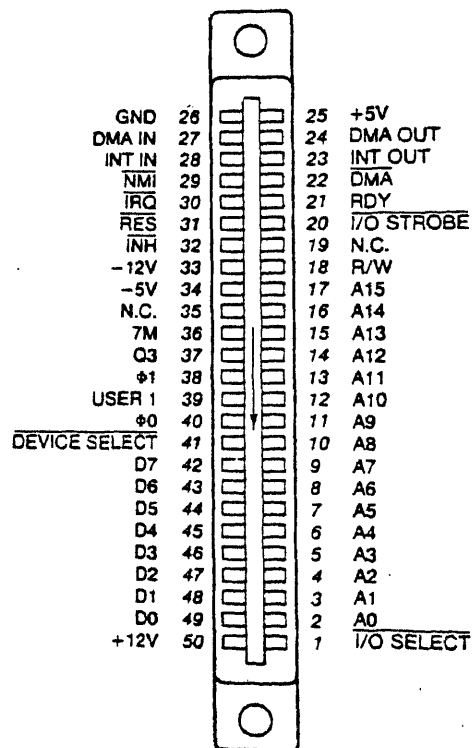 GND 26 25 +5V
DMA IN 27 24 DMA OUT
INT IN 28 23 INT OUT
NMI 29 22 DMA
IRQ 30 21 RDY
RES 31 20 I/O STROBE
INH 32 19 N.C.
-12V 33 18 R/W
-5V 34 17 A15
N.C. 35 16 A14
7M 36 15 A13
Q3 37 14 A12
Φ1 38 13 A11
USER 1 39 12 A10
Φ0 40 11 A9
DEVICE SELECT 41 10 A8
D7 42 9 A7
D6 43 8 A6
D5 44 7 A5
D4 45 6 A4
D3 46 5 A3
D2 47 4 A2
D1 48 3 A1
D0 49 2 A0
+12V 50 1 I/O SELECT